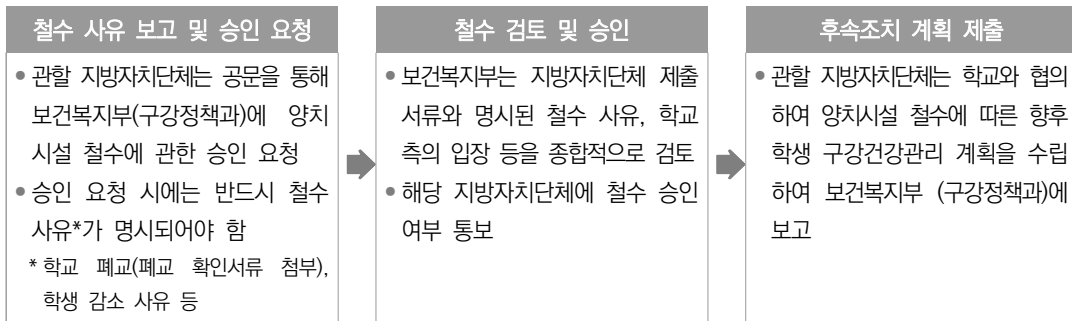 철수 사유 보고 및 승인 요청
• 관할 지방자치단체는 공문을 통해
보건복지부(구강정책과)에 양치
시설 철수에 관한 승인 요청
• 승인 요청 시에는 반드시 철수
사유*가 명시되어야 함
* 학교 폐교(폐교 확인서류 첨부),
학생 감소 사유 등
철수 검토 및 승인
• 보건복지부는 지방자치단체 제출
서류와 명시된 철수 사유, 학교
측의 입장 등을 종합적으로 검토
• 해당 지방자치단체에 철수 승인
여부 통보
후속조치 계획 제출
• 관할 지방자치단체는 학교와 협의
하여 양치시설 철수에 따른 향후
학생 구강건강관리 계획을 수립
하여 보건복지부 (구강정책과)에
보고